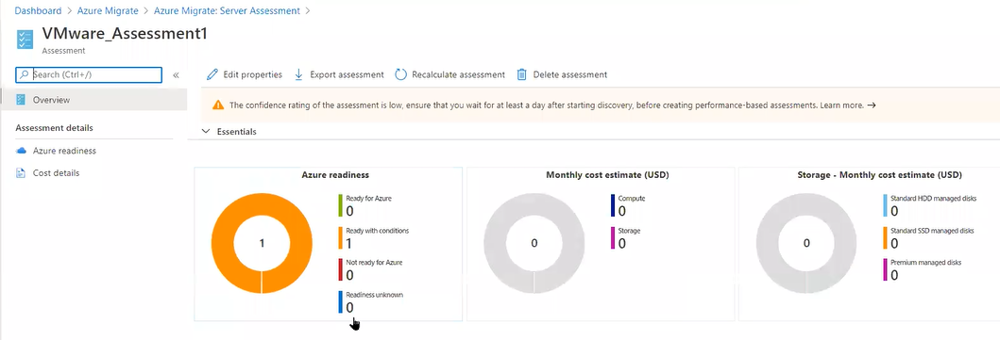 Dashboard > Azure Migrate > Azure Migrate: Server Assessment >
VMware_Assessment1
Assessment
Search (Ctrl+/)
«
Edit properties
Export assessment
Recalculate assessment
Delete assessment
Overview
The confidence rating of the assessment is low, ensure that you wait for at least a day after starting discovery, before creating performance-based assessments. Learn more. →
Assessment details
Essentials
Azure readiness
Cost details
Azure readiness
1
Ready for Azure
0
Ready with conditions
1
Not ready for Azure
0
Readiness unknown
0
Monthly cost estimate (USD)
0
Compute
0
Storage
0
Storage - Monthly cost estimate (USD)
0
Standard HDD managed disks
0
Standard SSD managed disks
0
Premium managed disks
0